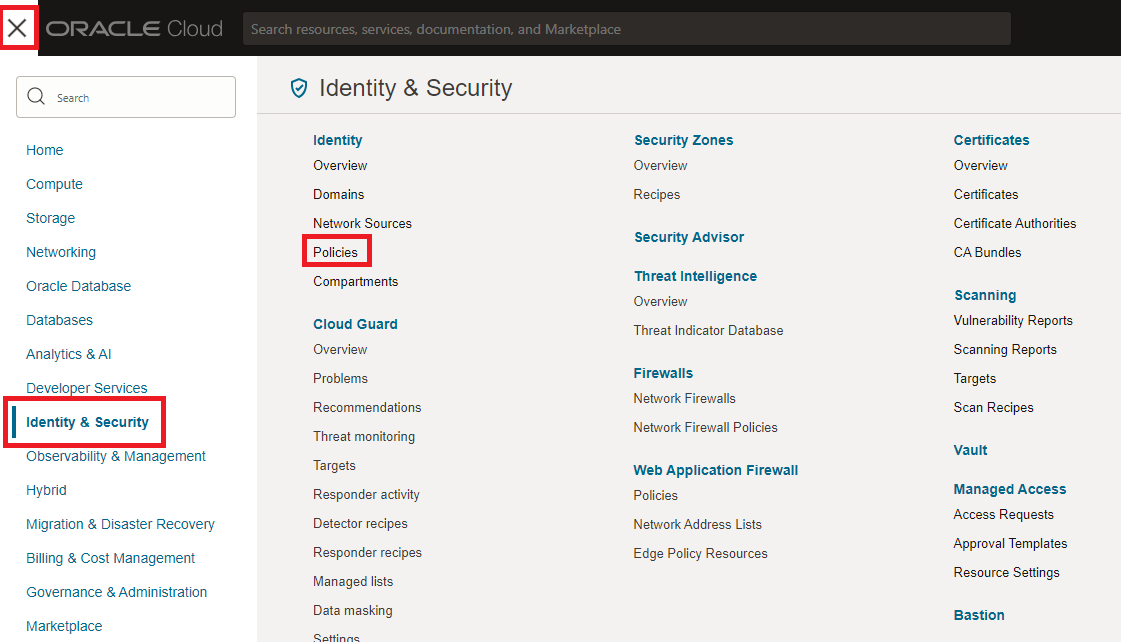 ORACLE Cloud
Search resources, services, documentation, and Marketplace
Search
Home
Compute
Storage
Networking
Oracle Database
Databases
Analytics & AI
Developer Services
Identity & Security
Observability & Management
Hybrid
Migration & Disaster Recovery
Billing & Cost Management
Governance & Administration
Marketplace
Identity & Security
Identity
Overview
Domains
Network Sources
Policies
Compartments
Cloud Guard
Overview
Problems
Recommendations
Threat monitoring
Targets
Responder activity
Detector recipes
Responder recipes
Managed lists
Data masking
Settings
Security Zones
Overview
Recipes
Security Advisor
Threat Intelligence
Overview
Threat Indicator Database
Firewalls
Network Firewalls
Network Firewall Policies
Web Application Firewall
Policies
Network Address Lists
Edge Policy Resources
Certificates
Overview
Certificates
Certificate Authorities
CA Bundles
Scanning
Vulnerability Reports
Scanning Reports
Targets
Scan Recipes
Vault
Managed Access
Access Requests
Approval Templates
Resource Settings
Bastion